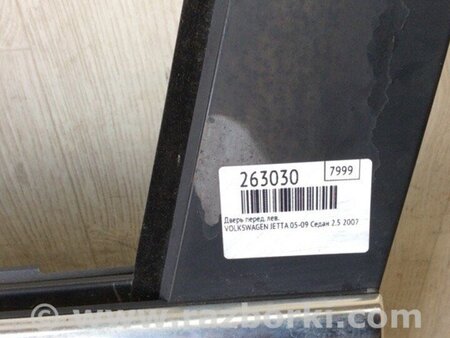 263030
7999
Дверь перед. лев.
VOLKSWAGEN JETTA 05-09 Седан 2.5 2007
www.razborki.com